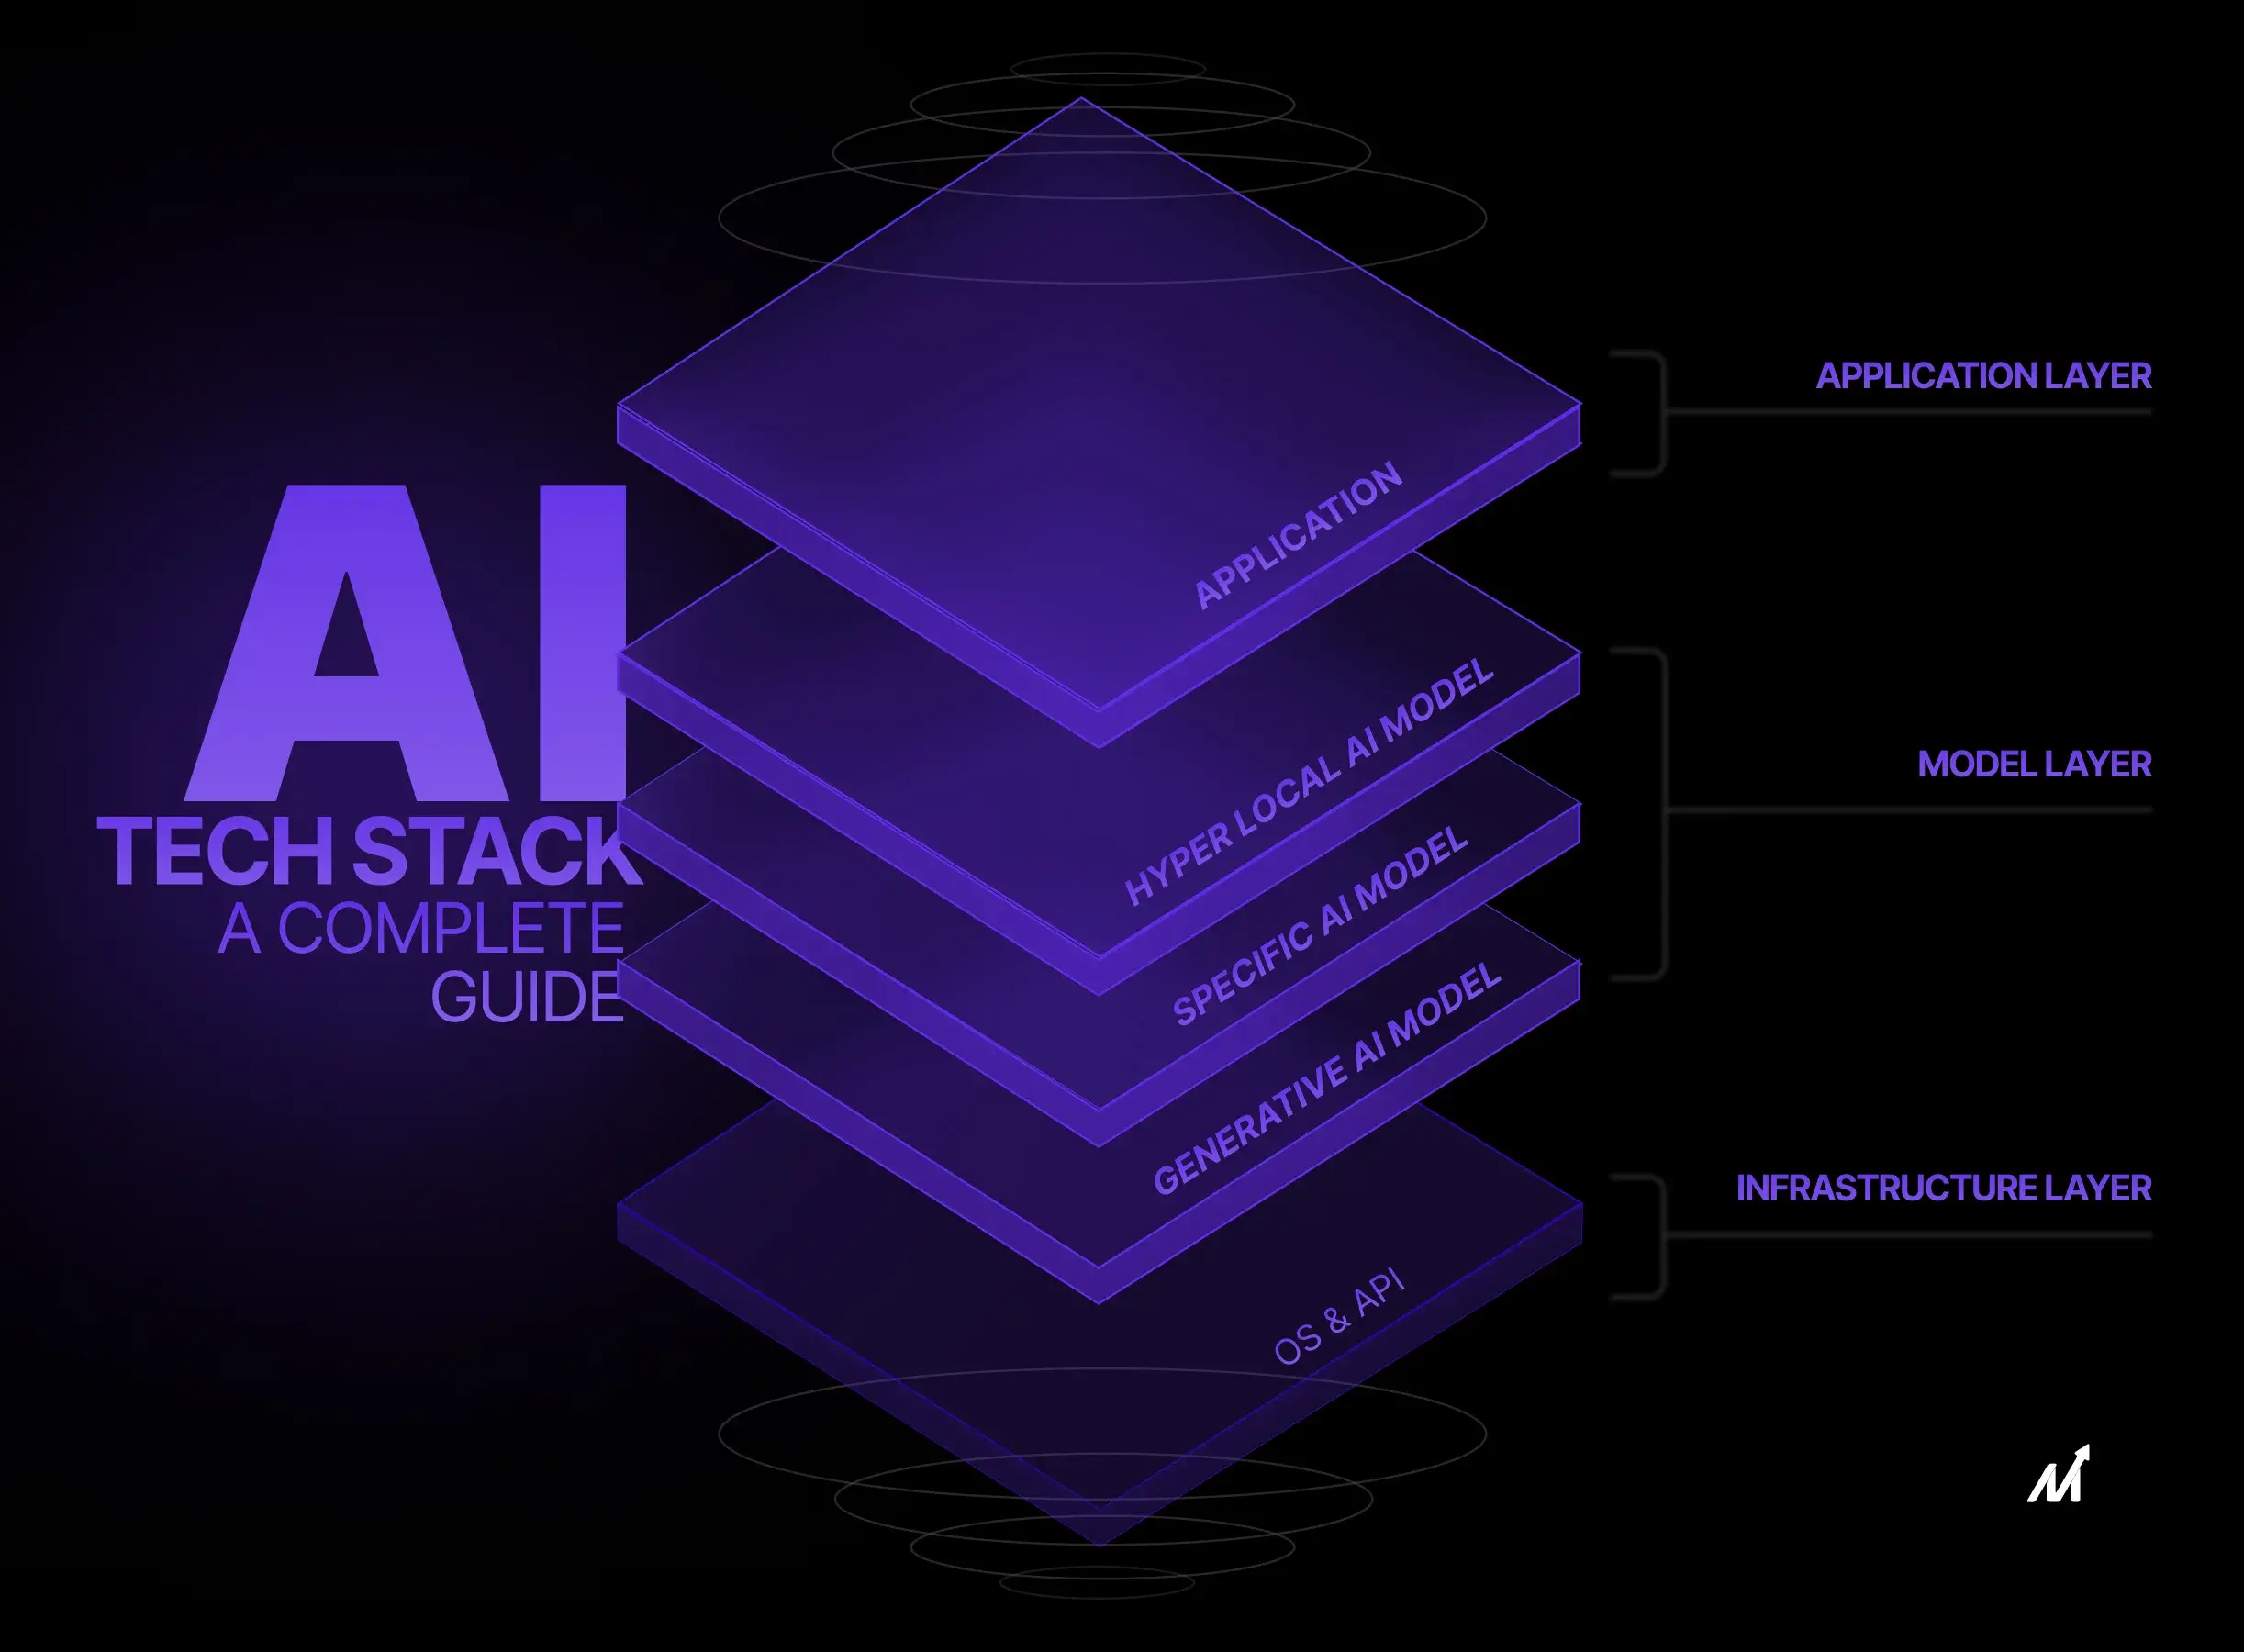 AI
TECH STACK
A COMPLETE
GUIDE
APPLICATION
HYPER LOCAL AI MODEL
SPECIFIC AI MODEL
GENERATIVE AI MODEL
OS & API
APPLICATION LAYER
MODEL LAYER
INFRASTRUCTURE LAYER